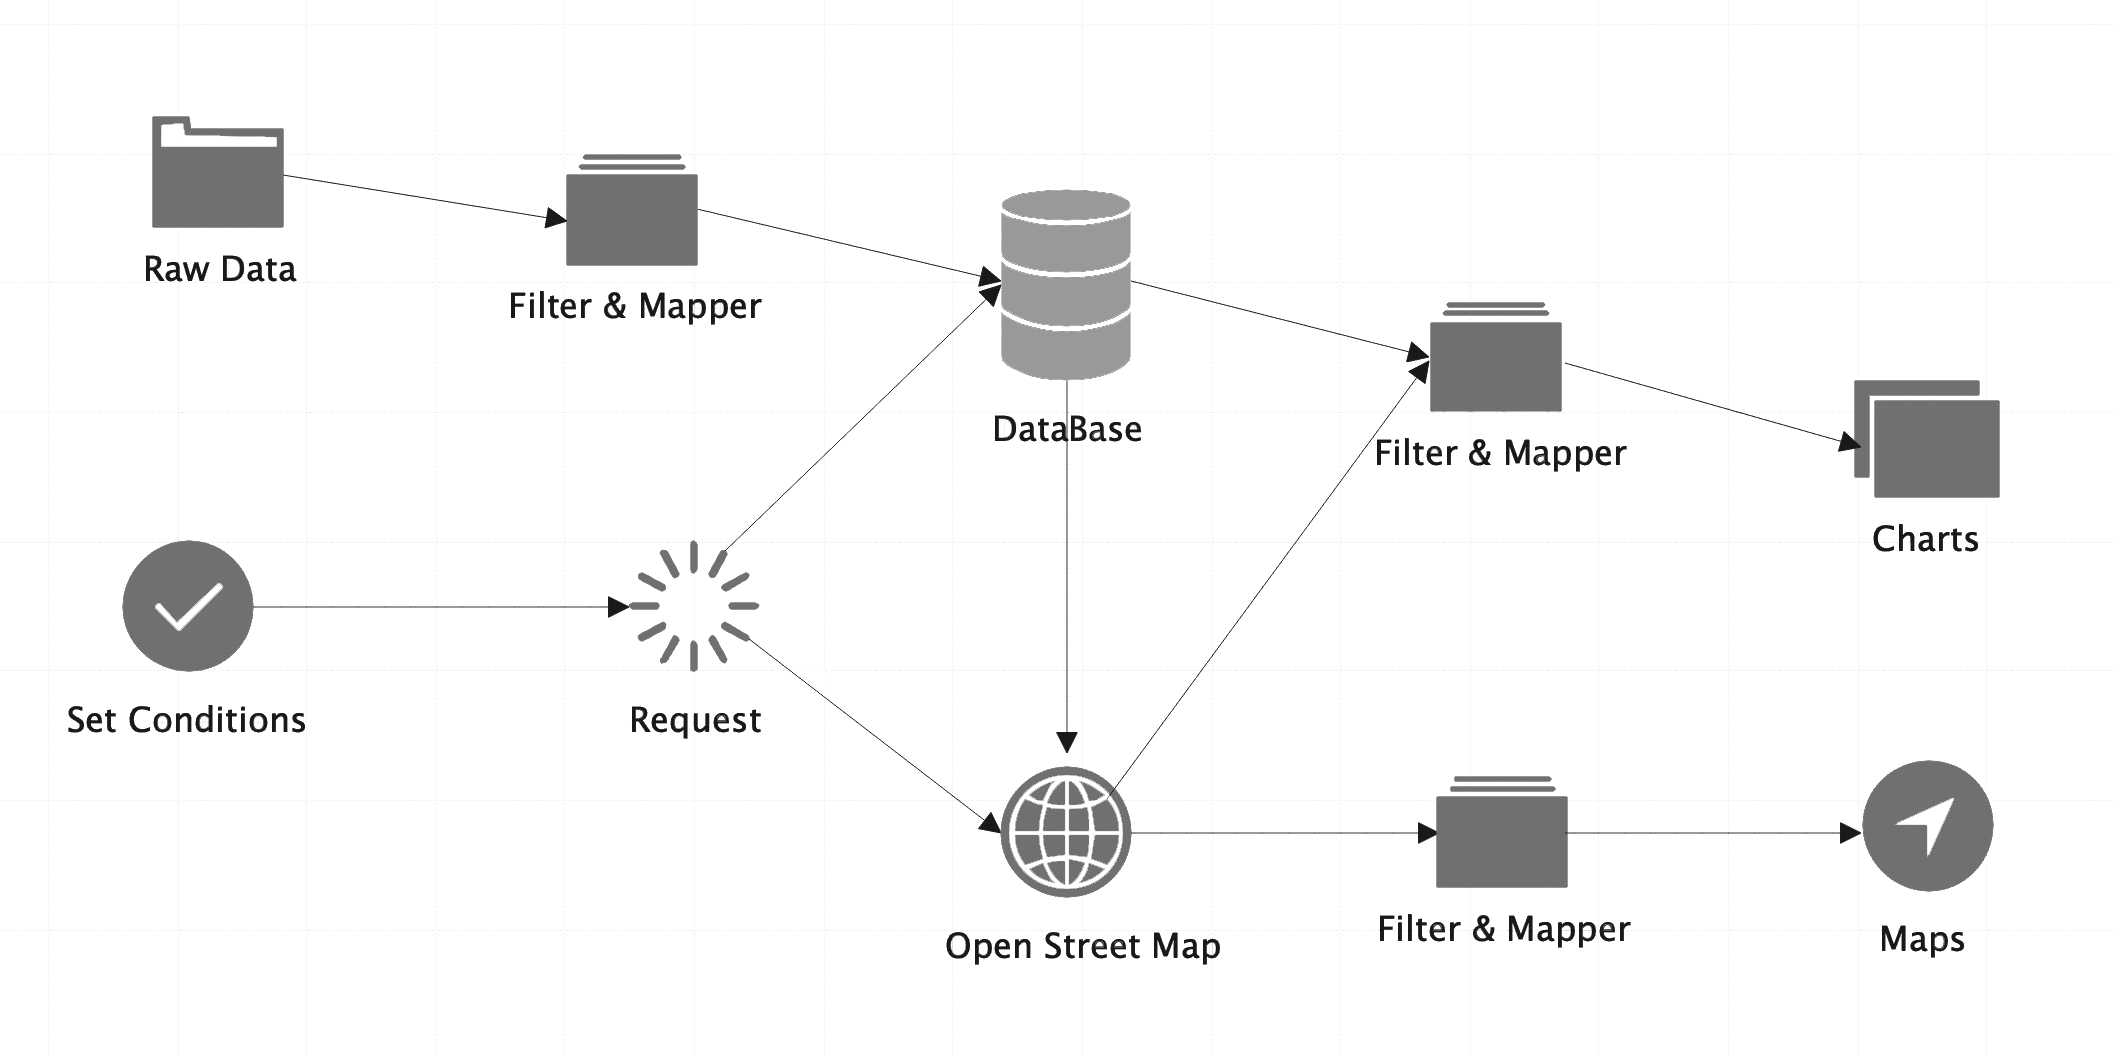 Raw Data
Filter & Mapper
DataBase
Filter & Mapper
Charts
Set Conditions
Request
Open Street Map
Filter & Mapper
Maps